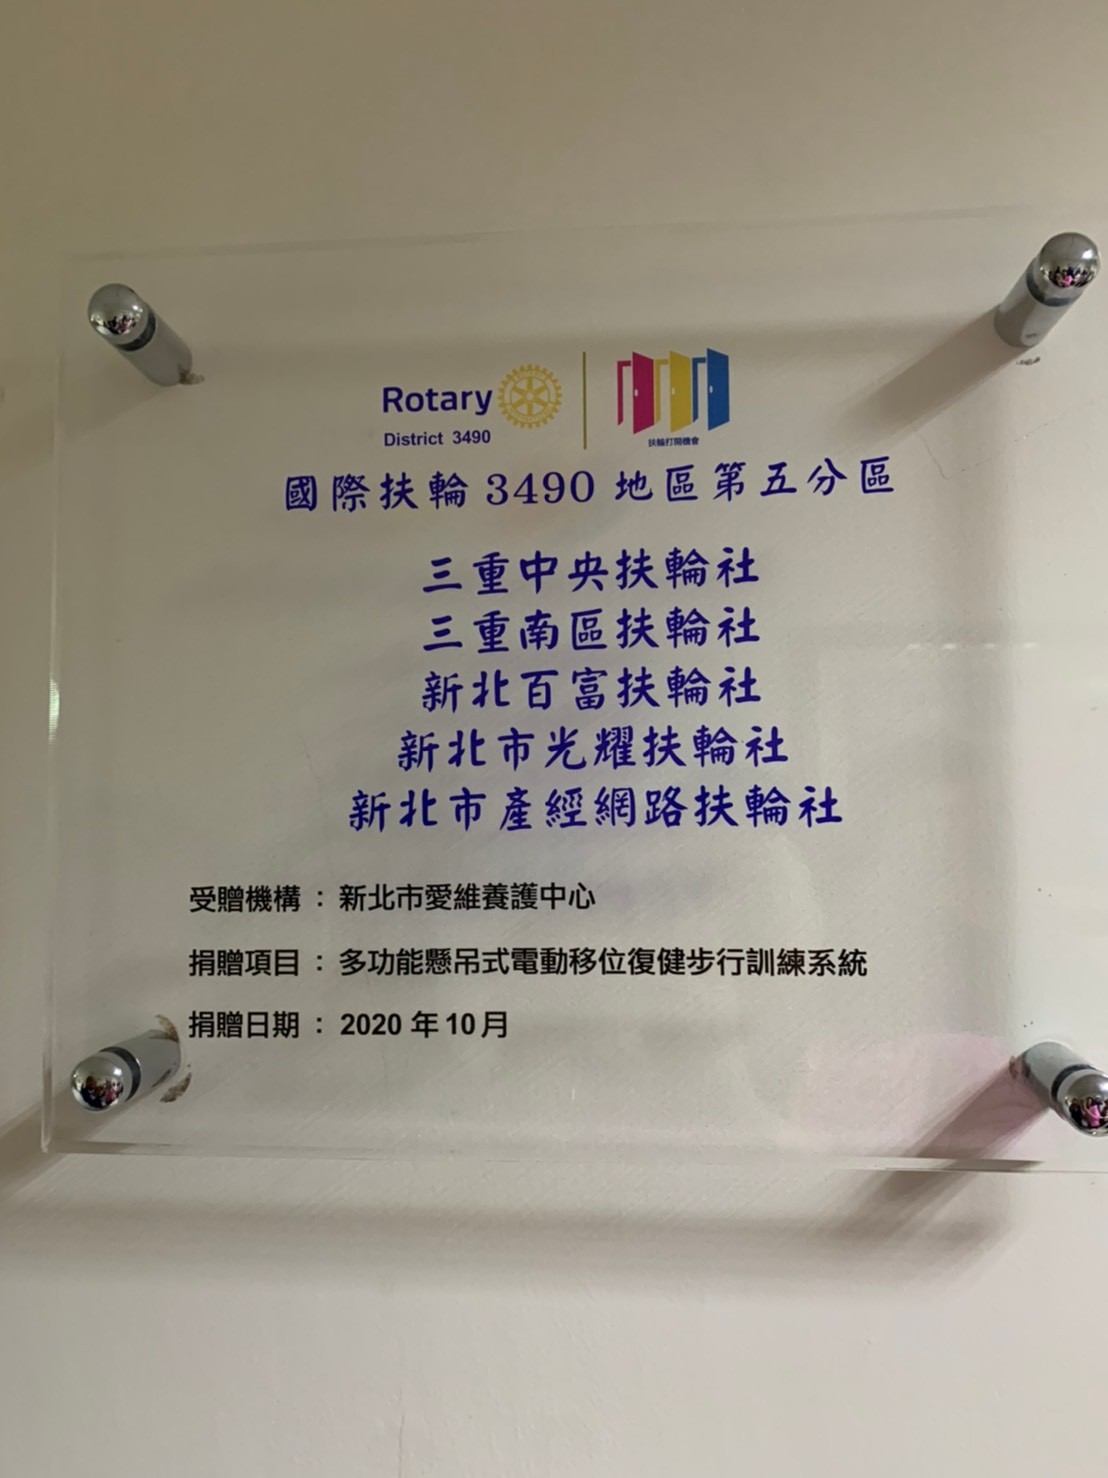 Rotary
District 3490
扶輪打開機會
國際扶輪 3490 地區第五分區
三重中央扶輪社
三重南區扶輪社
新北百富扶輪社
新北市光耀扶輪社
新北市產經網路扶輪社
受贈機構：新北市愛維養護中心
捐贈項目：多功能懸吊式電動移位復健步行訓練系統
捐贈日期：2020 年 10 月